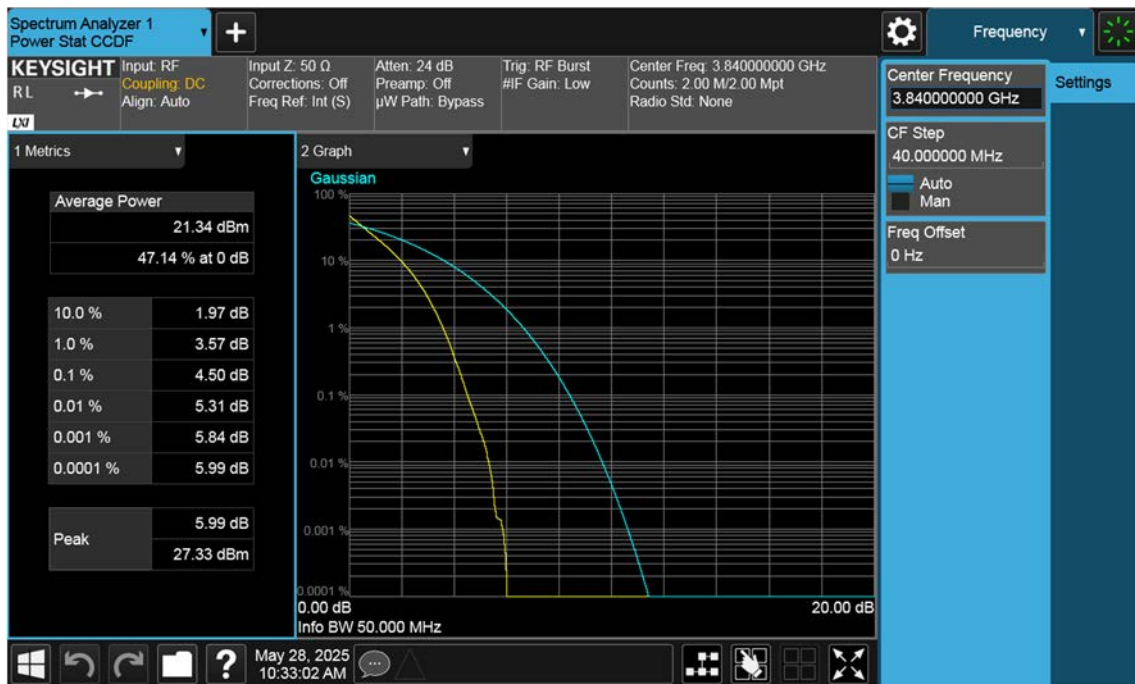 Spectrum Analyzer 1
Power Stat CCDF
Frequency
KEYSIGHT
RL
LXI
Input: RF
Coupling: DC
Align: Auto
Input Z: 50 Ω
Corrections: Off
Freq Ref: Int (S)
Atten: 24 dB
Preamp: Off
µW Path: Bypass
Trig: RF Burst
#IF Gain: Low
Center Freq: 3.840000000 GHz
Counts: 2.00 M/2.00 Mpt
Radio Std: None
Center Frequency
3.840000000 GHz
Settings
CF Step
40.000000 MHz
Auto
Man
Freq Offset
0 Hz
1 Metrics
Average Power
21.34 dBm
47.14 % at 0 dB
10.0 % 1.97 dB
1.0 % 3.57 dB
0.1 % 4.50 dB
0.01 % 5.31 dB
0.001 % 5.84 dB
0.0001 % 5.99 dB
Peak
5.99 dB
27.33 dBm
2 Graph
Gaussian
100 %
10 %
1 %
0.1 %
0.01 %
0.001 %
0.0001 %
0.00 dB 20.00 dB
Info BW 50.000 MHz
?
May 28, 2025
10:33:02 AM